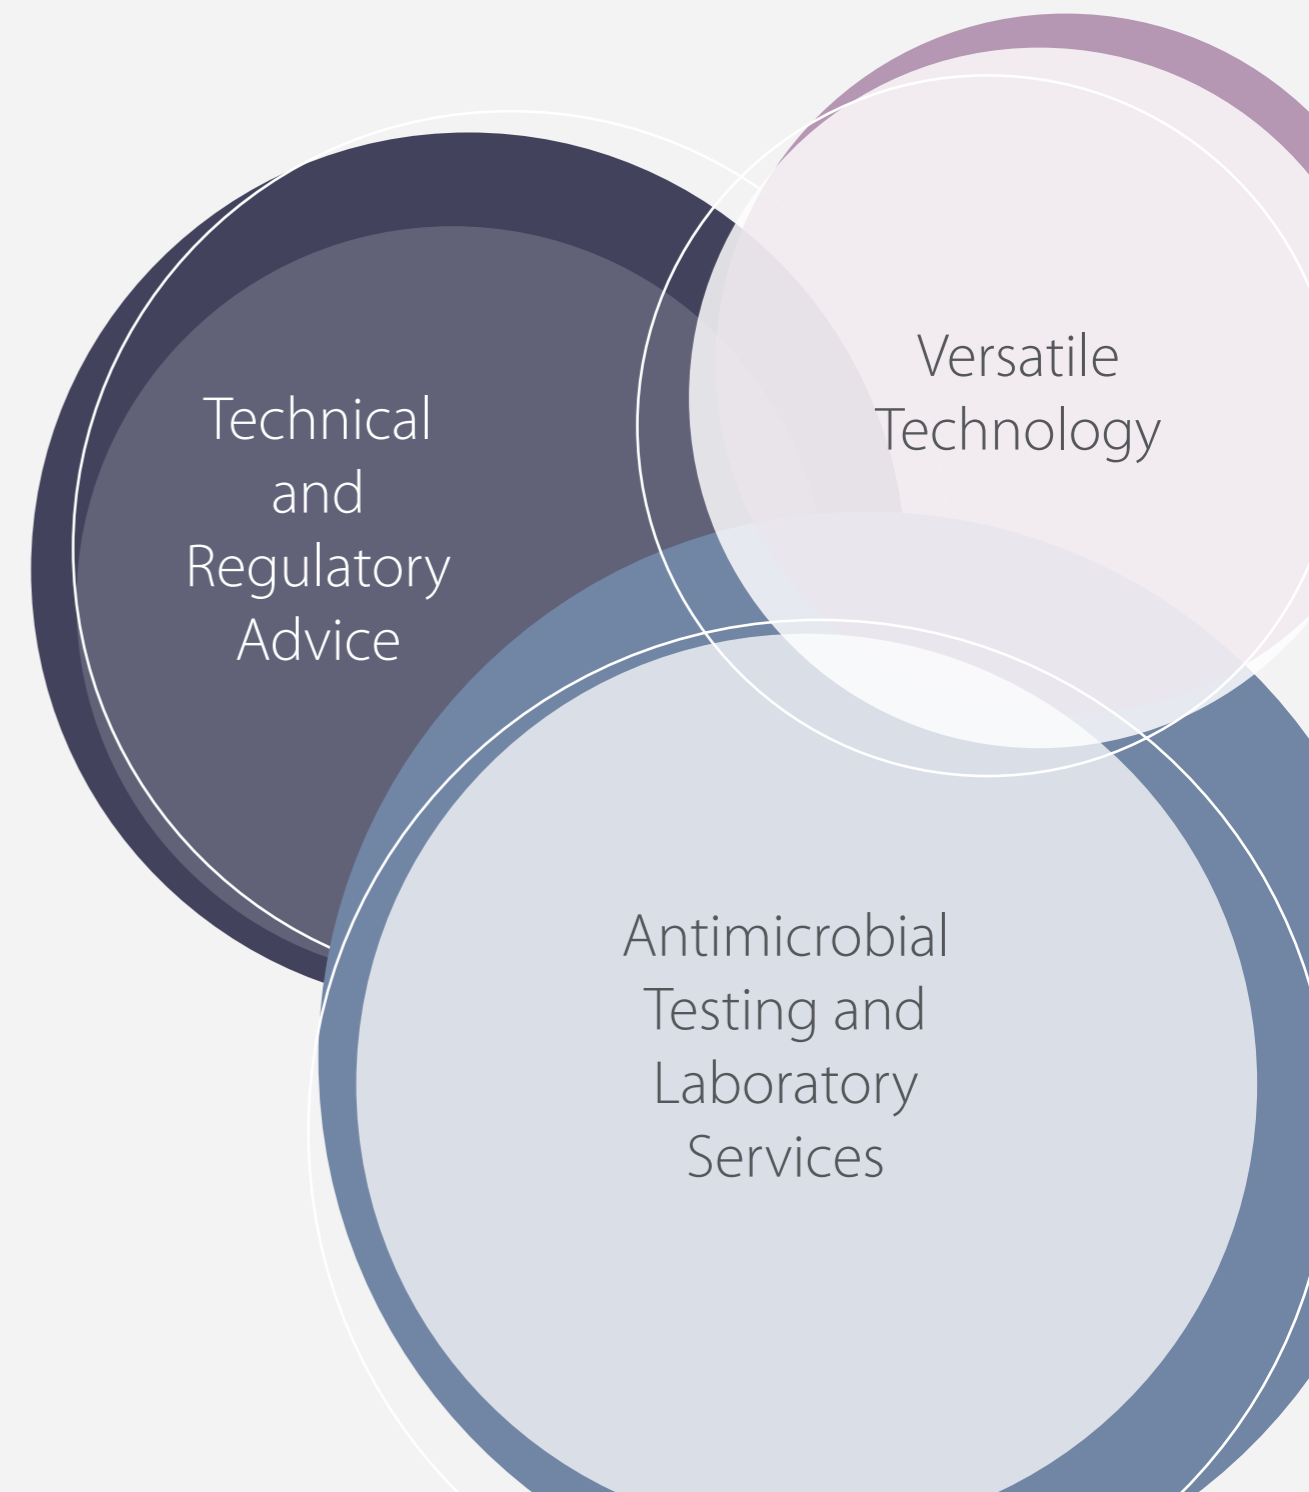 Versatile
Technology
Technical
and
Regulatory
Advice
Antimicrobial
Testing and
Laboratory
Services